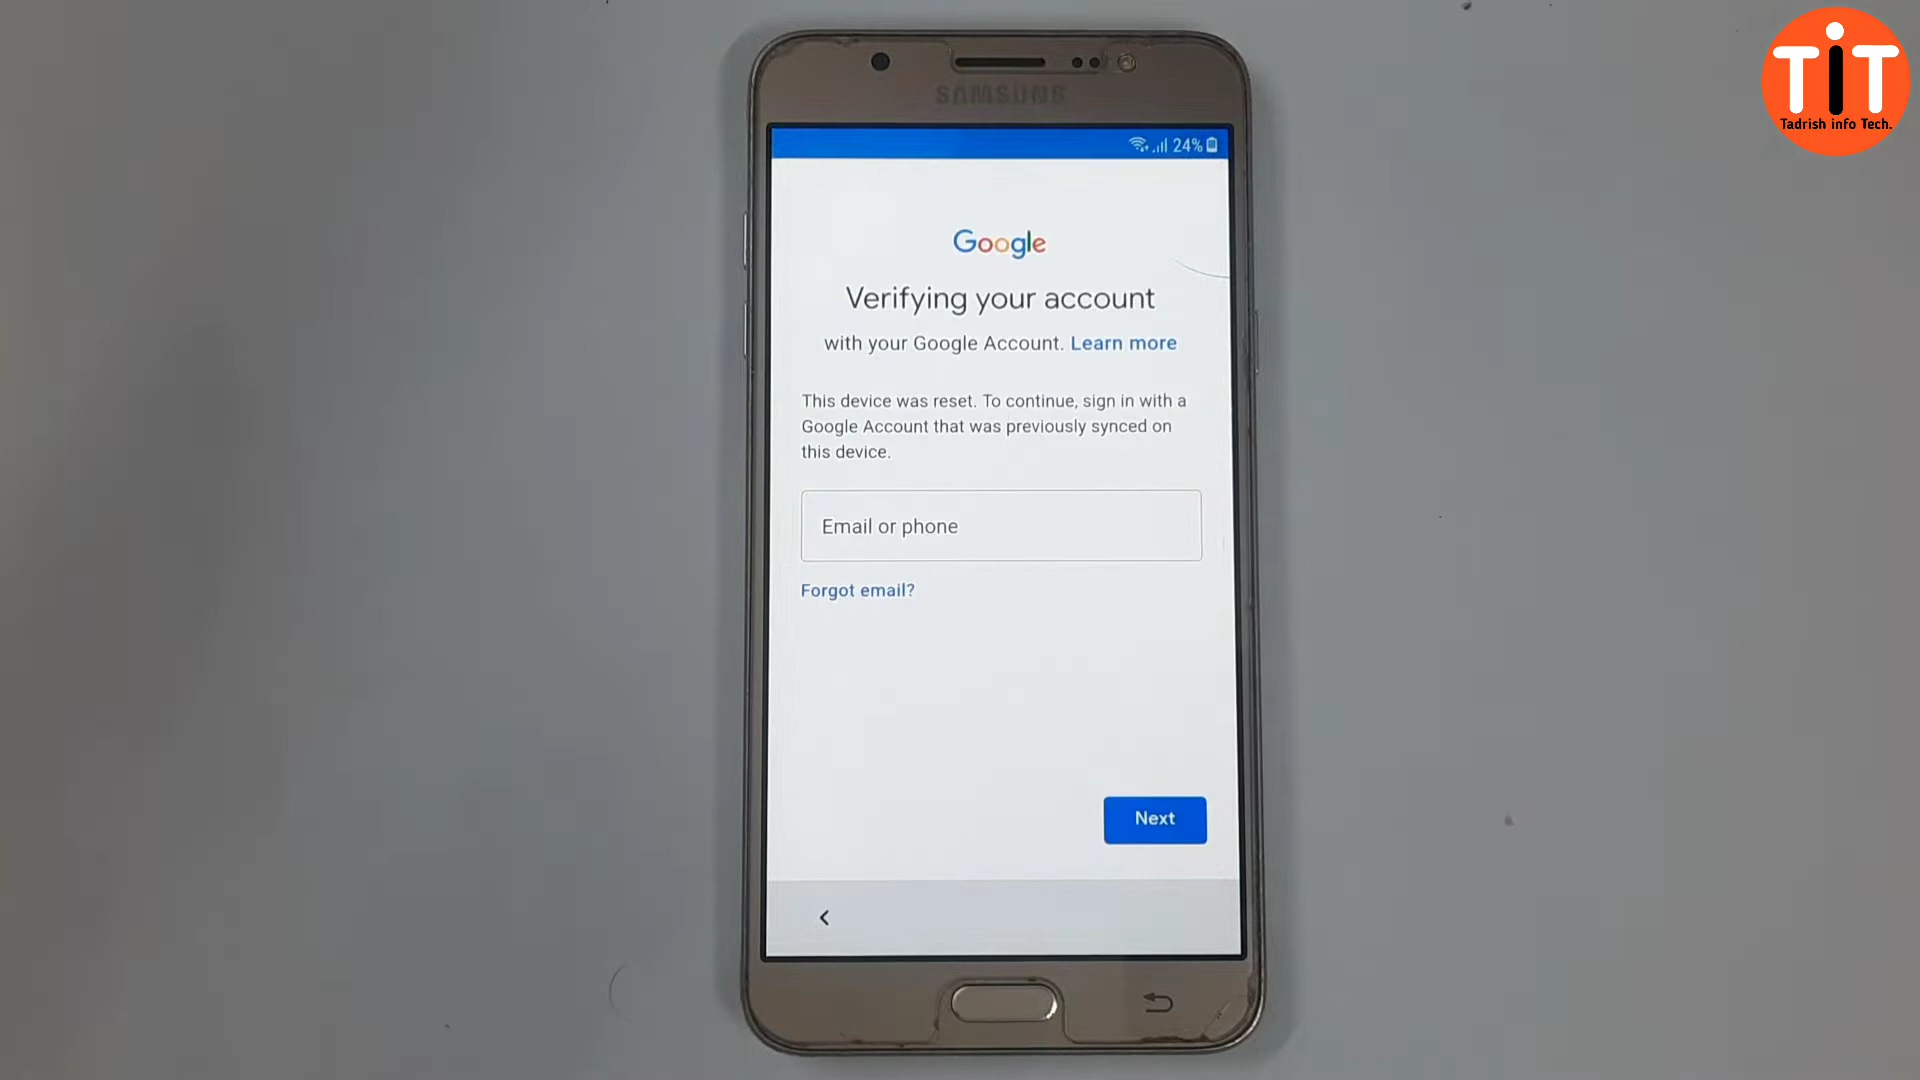 TiT
Tadrish info Tech.
SAMSUNG
24%
Google
Verifying your account
with your Google Account. Learn more
This device was reset. To continue, sign in with a
Google Account that was previously synced on
this device.
Email or phone
Forgot email?
Next